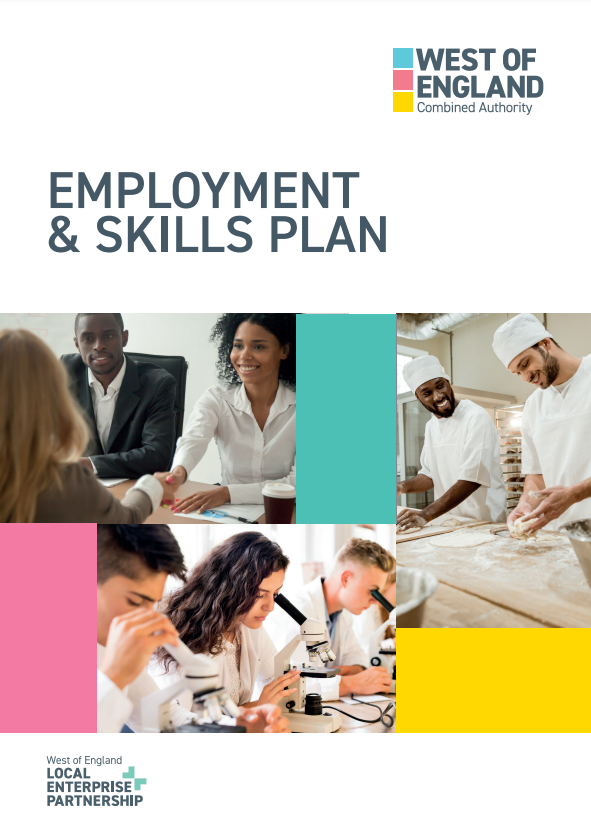 WEST OF
ENGLAND
Combined Authority
EMPLOYMENT
& SKILLS PLAN
West of England
LOCAL
ENTERPRISE
PARTNERSHIP